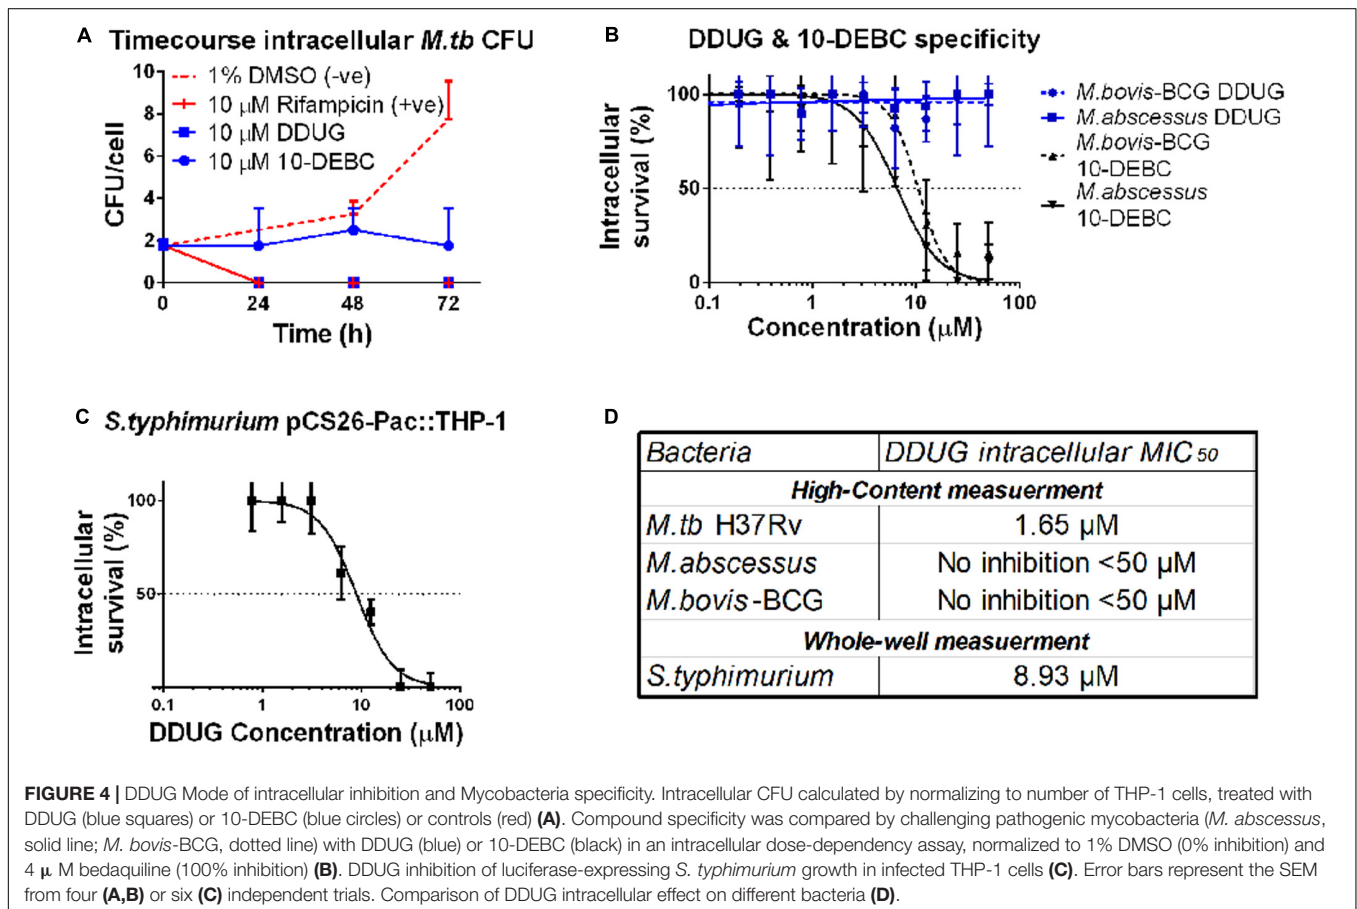 A Timecourse intracellular M.tb CFU
10
8
6
4
2
0
CFU/cell
1% DMSO (-ve)
10 µM Rifampicin (+ve)
10 µM DDUG
10 µM 10-DEBC
0 24 48 72
Time (h)
B DDUG & 10-DEBC specificity
100
50
0
Intracellular
survival (%)
0.1 1 10 100
Concentration (µM)
M.bovis-BCG DDUG
M.abscessus DDUG
M.bovis-BCG
10-DEBC
M.abscessus
10-DEBC
C S.typhimurium pCS26-Pac::THP-1
100
50
Intracellular
survival (%)
0.1 1 10 100
DDUG Concentration (µM)
D
Bacteria DDUG intracellular MIC50
High-Content measuerment
M.tb H37Rv 1.65 µM
M.abscessus No inhibition <50 µM
M.bovis-BCG No inhibition <50 µM
Whole-well measuerment
S.typhimurium 8.93 µM
FIGURE 4 | DDUG Mode of intracellular inhibition and Mycobacteria specificity. Intracellular CFU calculated by normalizing to number of THP-1 cells, treated with
DDUG (blue squares) or 10-DEBC (blue circles) or controls (red) (A). Compound specificity was compared by challenging pathogenic mycobacteria (M. abscessus,
solid line; M. bovis-BCG, dotted line) with DDUG (blue) or 10-DEBC (black) in an intracellular dose-dependency assay, normalized to 1% DMSO (0% inhibition) and
4 µ M bedaquiline (100% inhibition) (B). DDUG inhibition of luciferase-expressing S. typhimurium growth in infected THP-1 cells (C). Error bars represent the SEM
from four (A,B) or six (C) independent trials. Comparison of DDUG intracellular effect on different bacteria (D).